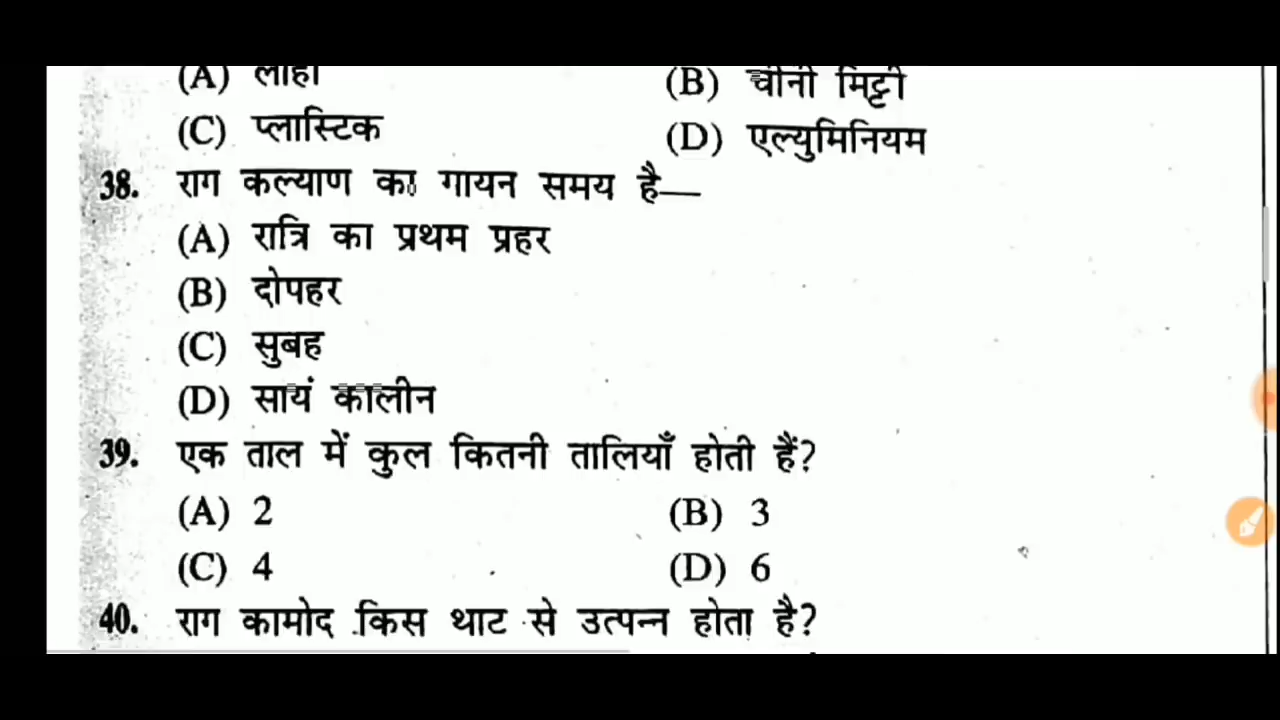 (A) लोहा (B) चीनी मिट्टी
(C) प्लास्टिक (D) एल्युमिनियम
38. राग कल्याण का गायन समय है—
(A) रात्रि का प्रथम प्रहर
(B) दोपहर
(C) सुबह
(D) सायं कालीन
39. एक ताल में कुल कितनी तालियाँ होती हैं?
(A) 2 (B) 3
(C) 4 (D) 6
40. राग कामोद किस थाट से उत्पन्न होता है?